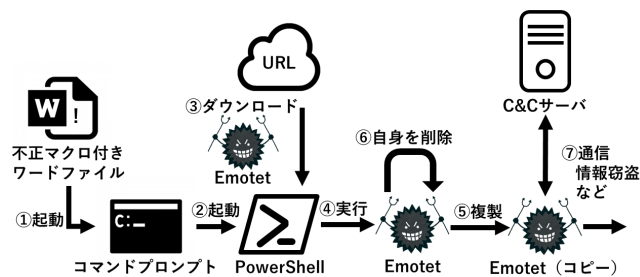 URL
③ダウンロード
Emotet
W
!
不正マクロ付き
ワードファイル
①起動
C:
コマンドプロンプト
②起動
PowerShell
④実行
⑥自身を削除
Emotet
⑤複製
C&Cサーバ
⑦通信
情報窃盗
など
Emotet（コピー）